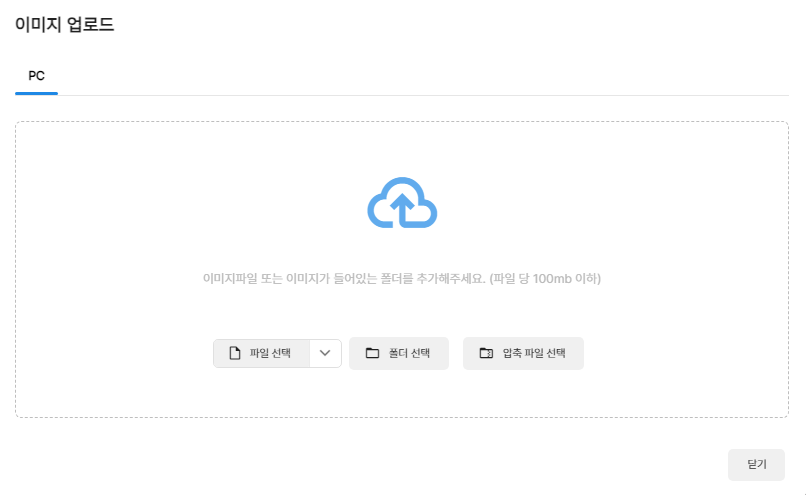 이미지 업로드
PC
이미지파일 또는 이미지가 들어있는 폴더를 추가해주세요. (파일 당 100mb 이하)
파일 선택
폴더 선택
압축 파일 선택
닫기